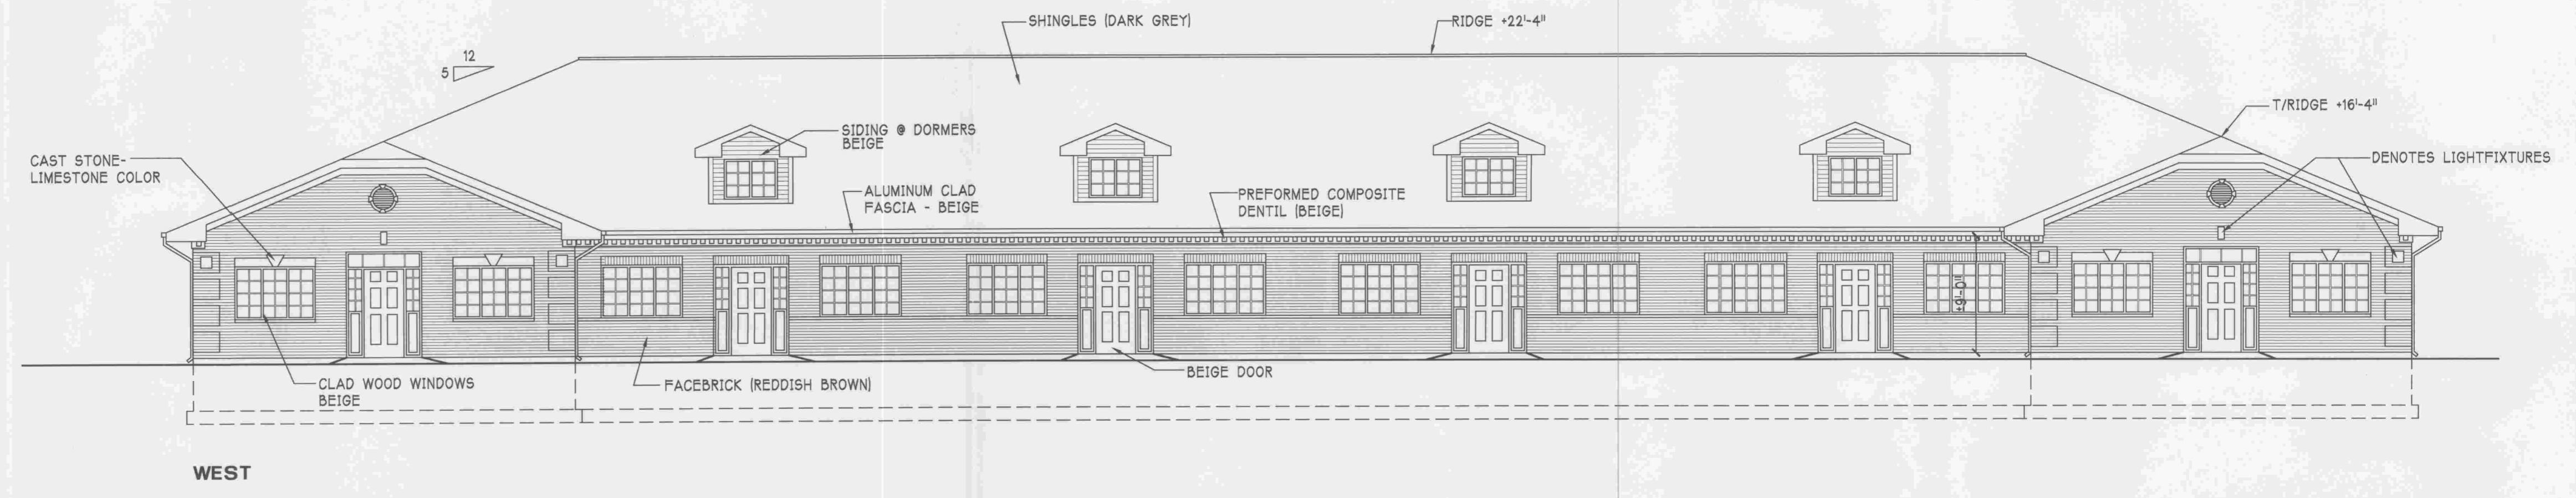 SHINGLES (DARK GREY)
RIDGE +22'-4"
12
5
T/RIDGE +16'-4"
SIDING @ DORMERS
BEIGE
CAST STONE-
LIMESTONE COLOR
DENOTES LIGHTFIXTURES
ALUMINUM CLAD
FASCIA - BEIGE
PREFORMED COMPOSITE
DENTIL (BEIGE)
+9'-0"
BEIGE DOOR
CLAD WOOD WINDOWS
BEIGE
FACEBRICK (REDDISH BROWN)
WEST